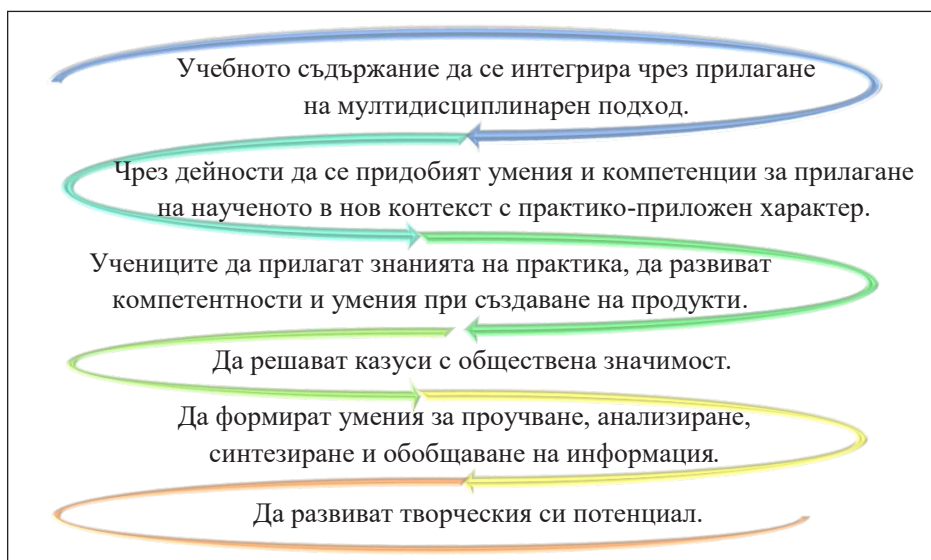 Учебното съдържание да се интегрира чрез прилагане
на мултидисциплинарен подход.
Чрез дейности да се придобият умения и компетенции за прилагане
на наученото в нов контекст с практико-приложен характер.
Учениците да прилагат знанията на практика, да развиват
компетентности и умения при създаване на продукти.
Да решават казуси с обществена значимост.
Да формират умения за проучване, анализиране,
синтезиране и обобщаване на информация.
Да развиват творческия си потенциал.